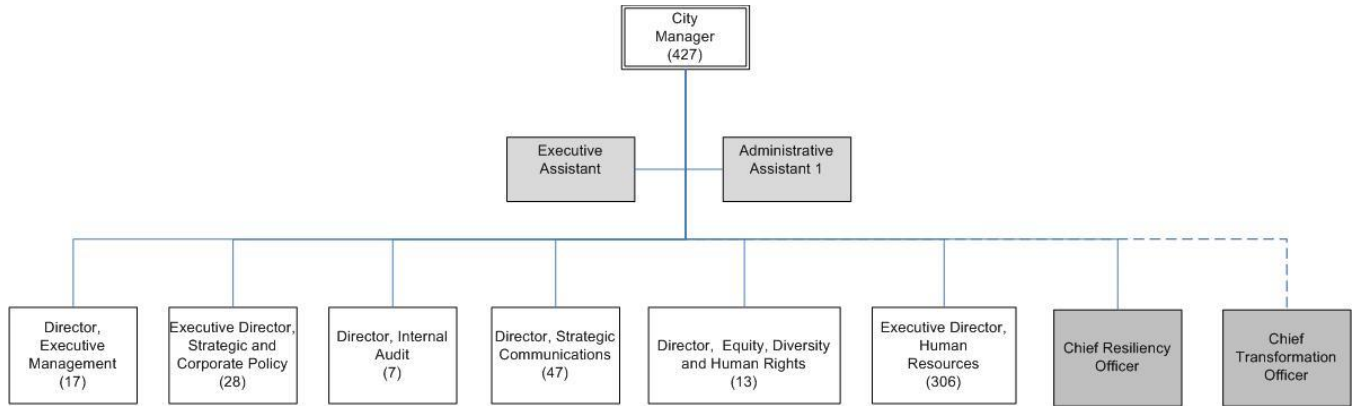 City
Manager
(427)
Executive
Assistant
Administrative
Assistant 1
Director,
Executive
Management
(17)
Executive Director,
Strategic and
Corporate Policy
(28)
Director, Internal
Audit
(7)
Director, Strategic
Communications
(47)
Director, Equity, Diversity
and Human Rights
(13)
Executive Director,
Human
Resources
(306)
Chief Resiliency
Officer
Chief
Transformation
Officer